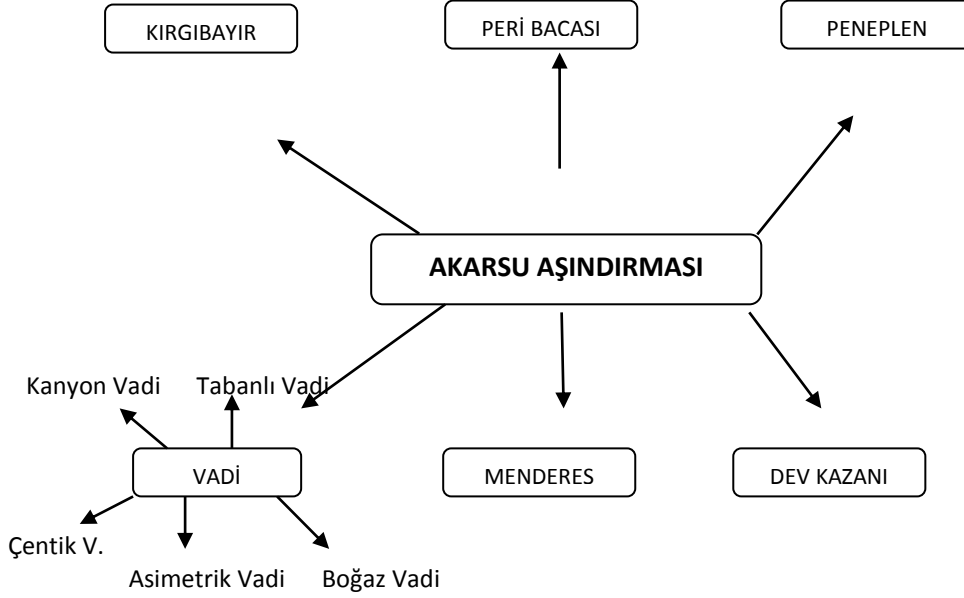 KIRGIBAYIR
PERİ BACASI
PENEPLEN
AKARSU AŞINDIRMASI
Kanyon Vadi
Tabanlı Vadi
VADİ
MENDERES
DEV KAZANI
Çentik V.
Asimetrik Vadi
Boğaz Vadi